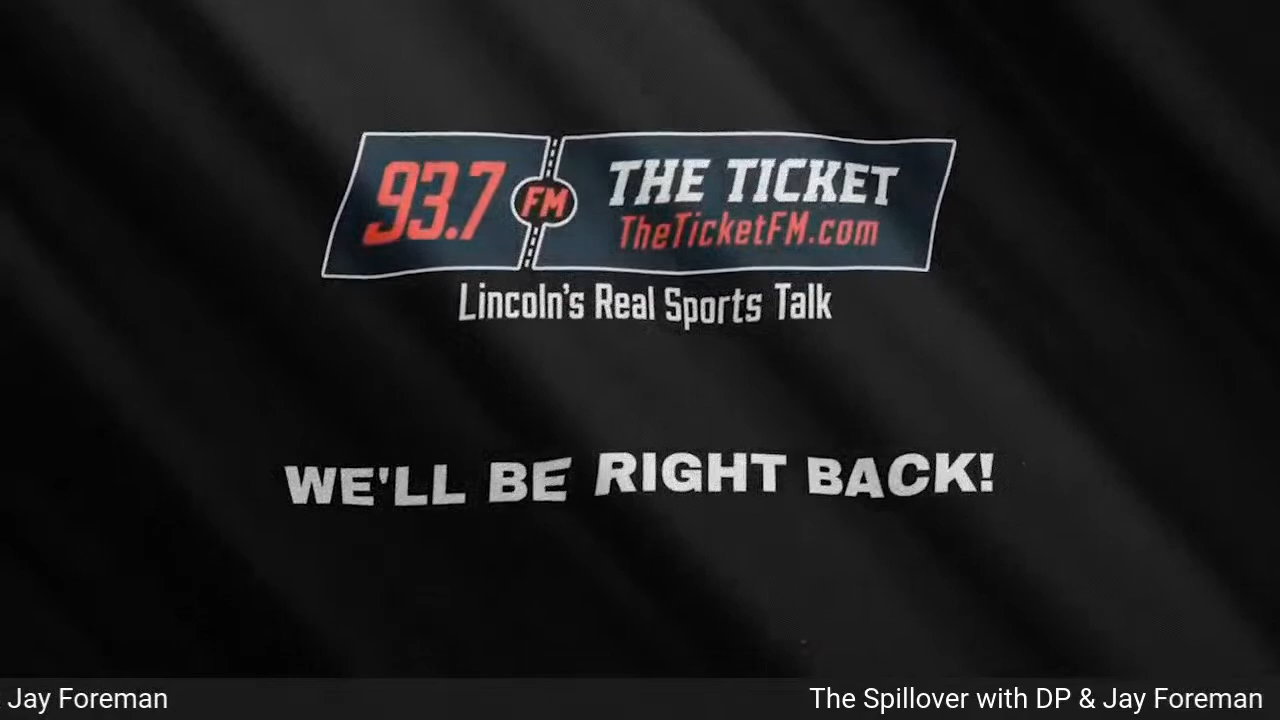 93.7 FM THE TICKET
TheTicketFM.com
Lincoln's Real Sports Talk
WE'LL BE RIGHT BACK!
Jay Foreman
The Spillover with DP & Jay Foreman